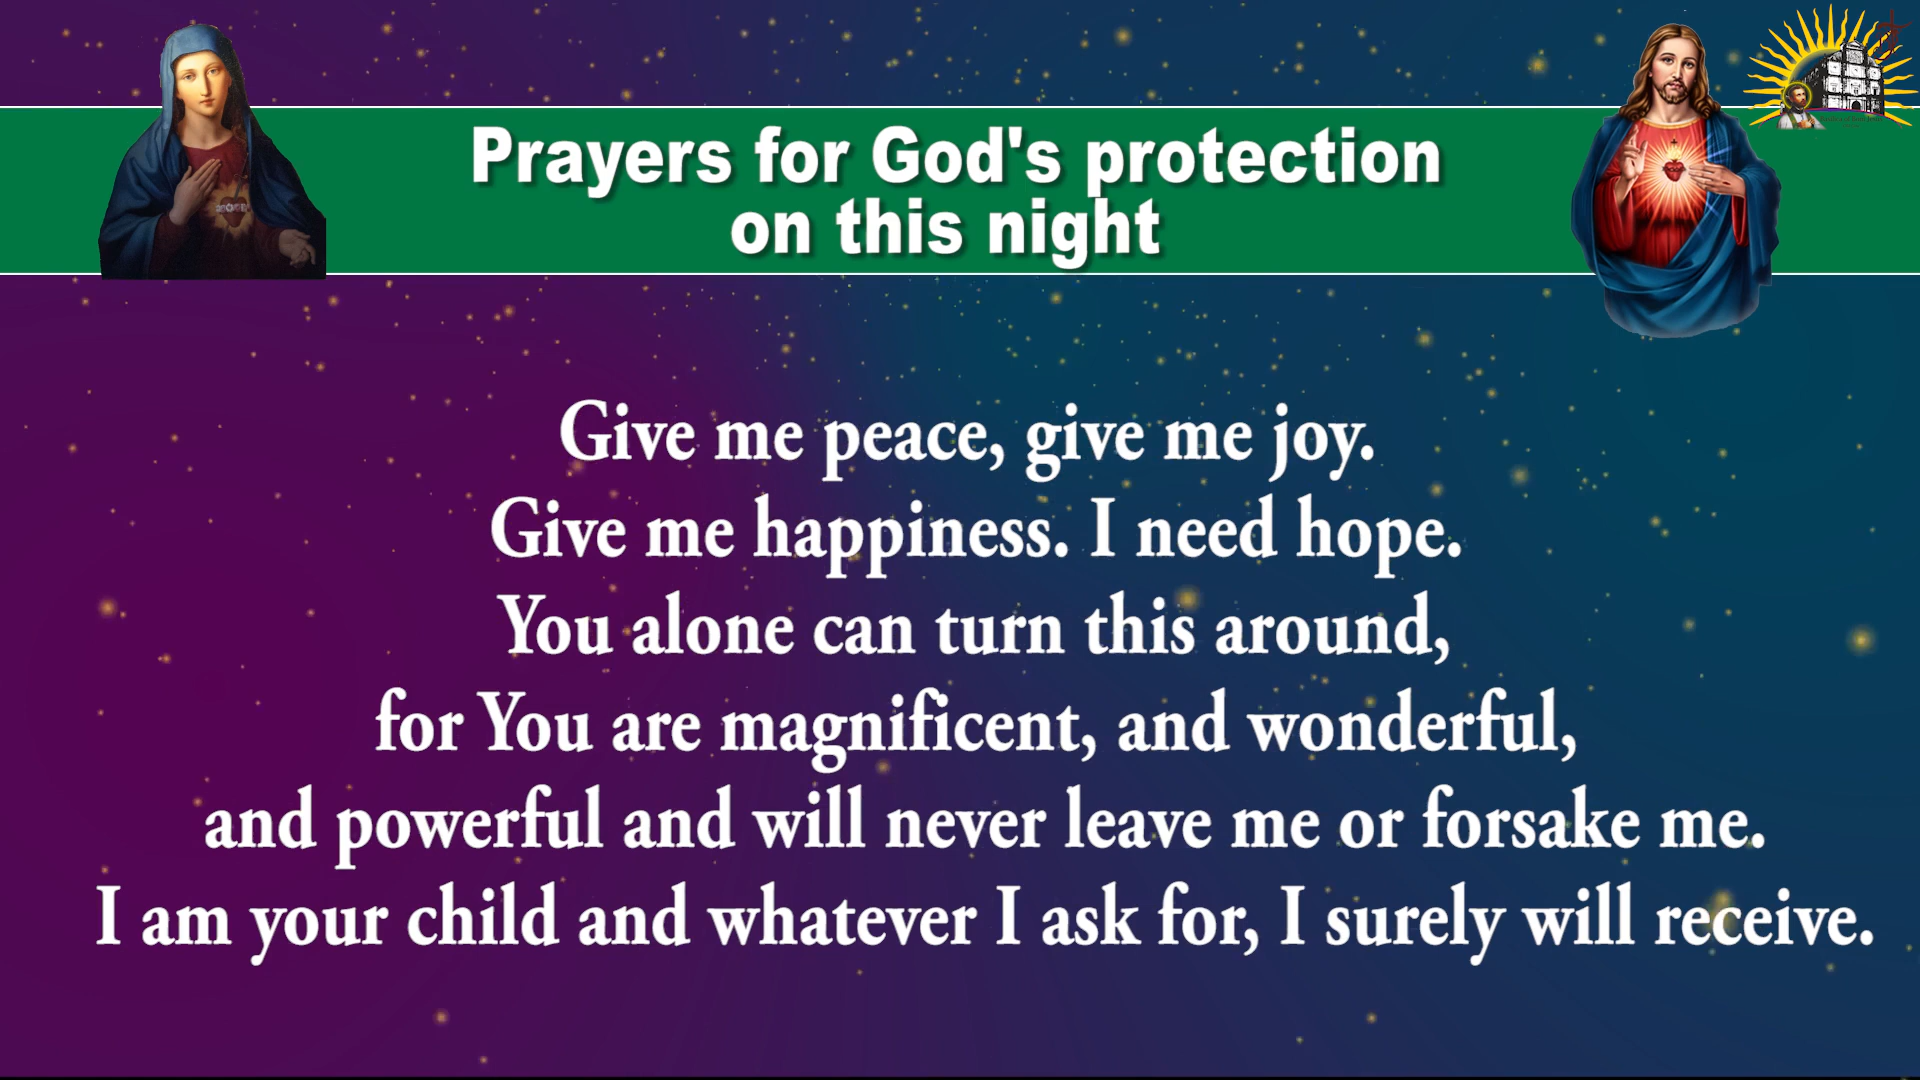 Prayers for God's protection
on this night
Give me peace, give me joy.
Give me happiness. I need hope.
You alone can turn this around,
for You are magnificent, and wonderful,
and powerful and will never leave me or forsake me.
I am your child and whatever I ask for, I surely will receive.